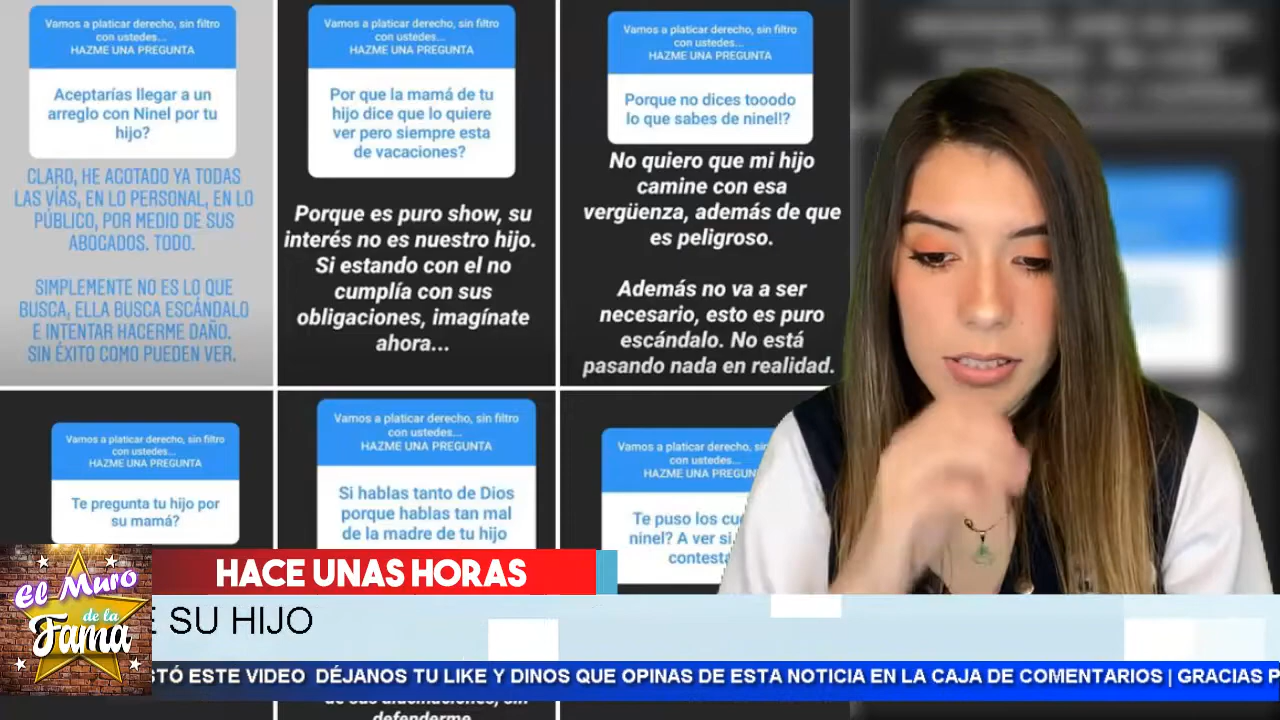 Vamos a platicar derecho, sin filtro
con ustedes...
HAZME UNA PREGUNTA
Aceptarías llegar a un
arreglo con Ninel por tu
hijo?
CLARO, HE AGOTADO YA TODAS
LAS VÍAS, EN LO PERSONAL, EN LO
PÚBLICO, POR MEDIO DE SUS
ABOGADOS. TODO.
SIMPLEMENTE NO ES LO QUE
BUSCA, ELLA BUSCA ESCÁNDALO
E INTENTAR HACERME DAÑO.
SIN ÉXITO COMO PUEDEN VER.
Vamos a platicar derecho, sin filtro
con ustedes...
HAZME UNA PREGUNTA
Por que la mamá de tu
hijo dice que lo quiere
ver pero siempre esta
de vacaciones?
Porque es puro show, su
interés no es nuestro hijo.
Si estando con el no
cumplía con sus
obligaciones, imagínate
ahora...
Vamos a platicar derecho, sin filtro
con ustedes...
HAZME UNA PREGUNTA
Porque no dices tooodo
lo que sabes de ninel!?
No quiero que mi hijo
camine con esa
vergüenza, además de que
es peligroso.
Además no va a ser
necesario, esto es puro
escándalo. No está
pasando nada en realidad.
Vamos a platicar derecho, sin filtro
con ustedes...
HAZME UNA PREGUNTA
Te pregunta tu hijo por
su mamá?
Vamos a platicar derecho, sin filtro
con ustedes...
HAZME UNA PREGUNTA
Si hablas tanto de Dios
porque hablas tan mal
de la madre de tu hijo
Vamos a platicar derecho, sin
con ustedes...
HAZME UNA PREGUN
Te puso los cu
ninel? A ver si
contesta
HACE UNAS HORAS
El Muro
de la
Fama
E SU HIJO
STÓ ESTE VIDEO DÉJANOS TU LIKE Y DINOS QUE OPINAS DE ESTA NOTICIA EN LA CAJA DE COMENTARIOS | GRACIAS P
defenderme